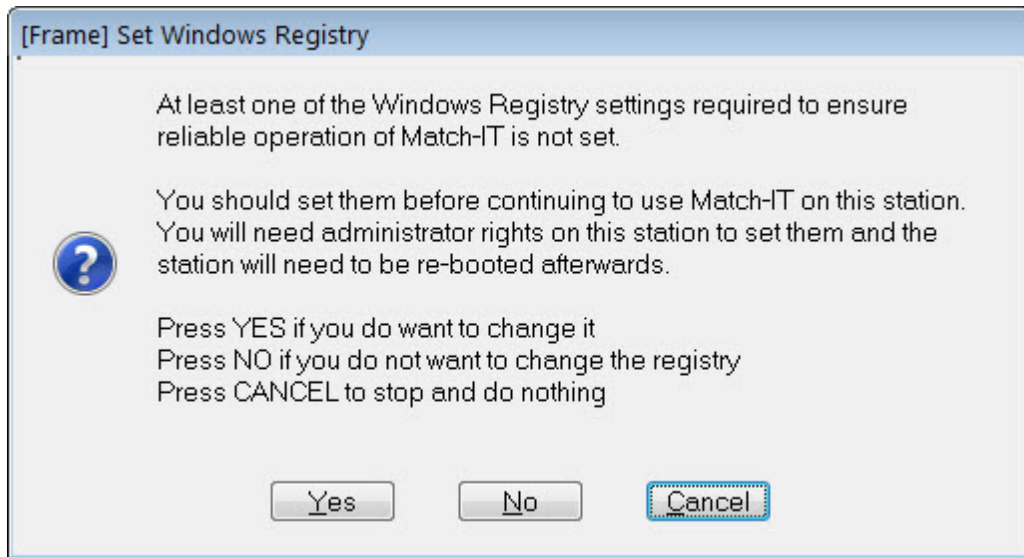 [Frame] Set Windows Registry
At least one of the Windows Registry settings required to ensure
reliable operation of Match-IT is not set.
You should set them before continuing to use Match-IT on this station.
You will need administrator rights on this station to set them and the
station will need to be re-booted afterwards.
Press YES if you do want to change it
Press NO if you do not want to change the registry
Press CANCEL to stop and do nothing
Yes No Cancel